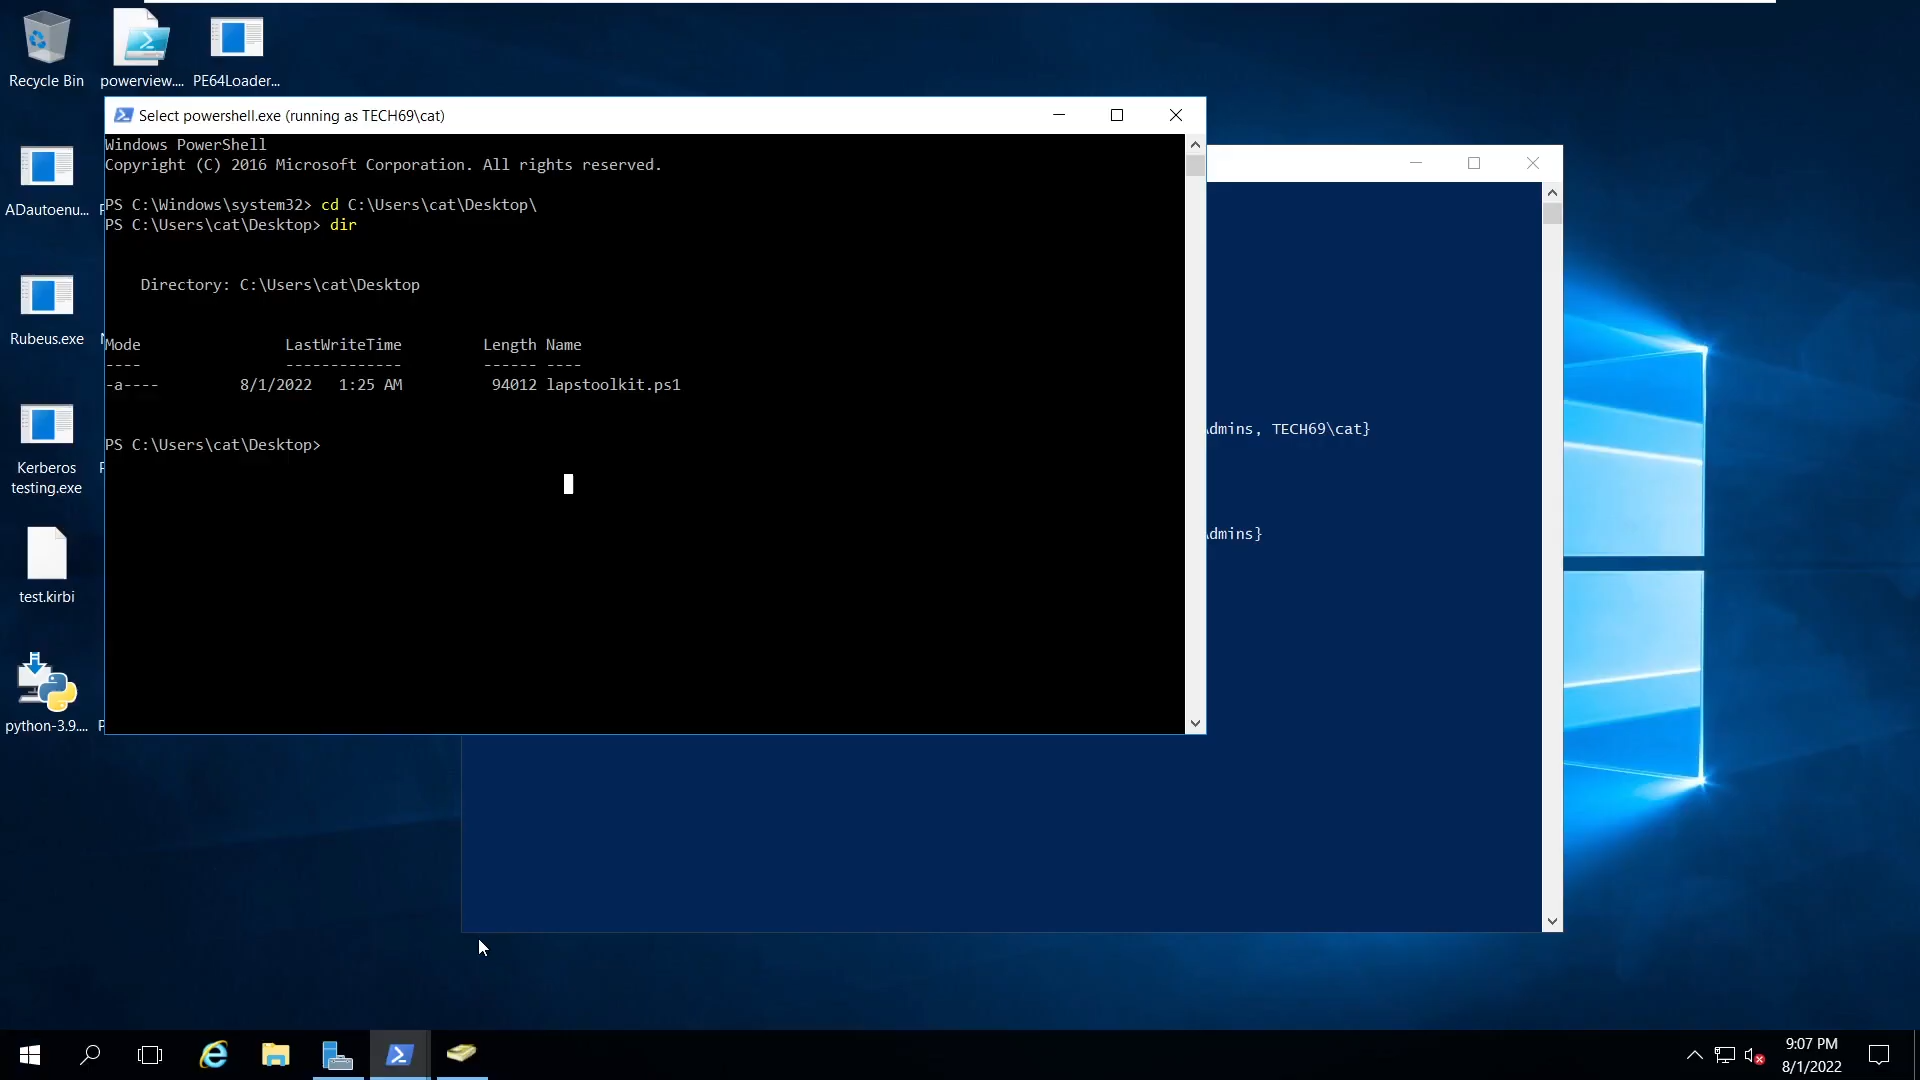 Recycle Bin
powerview....
PE64Loader...
ADautoenu...
Rubeus.exe
Kerberos
testing.exe
test.kirbi
python-3.9....
Select powershell.exe (running as TECH69\cat)
Windows PowerShell
Copyright (C) 2016 Microsoft Corporation. All rights reserved.
PS C:\Windows\system32> cd C:\Users\cat\Desktop\
PS C:\Users\cat\Desktop> dir
Directory: C:\Users\cat\Desktop
Mode LastWriteTime Length Name
---- ------------- ------ ----
-a---- 8/1/2022 1:25 AM 94012 lapstoolkit.ps1
PS C:\Users\cat\Desktop>
Admins, TECH69\cat}
Admins}
9:07 PM
8/1/2022